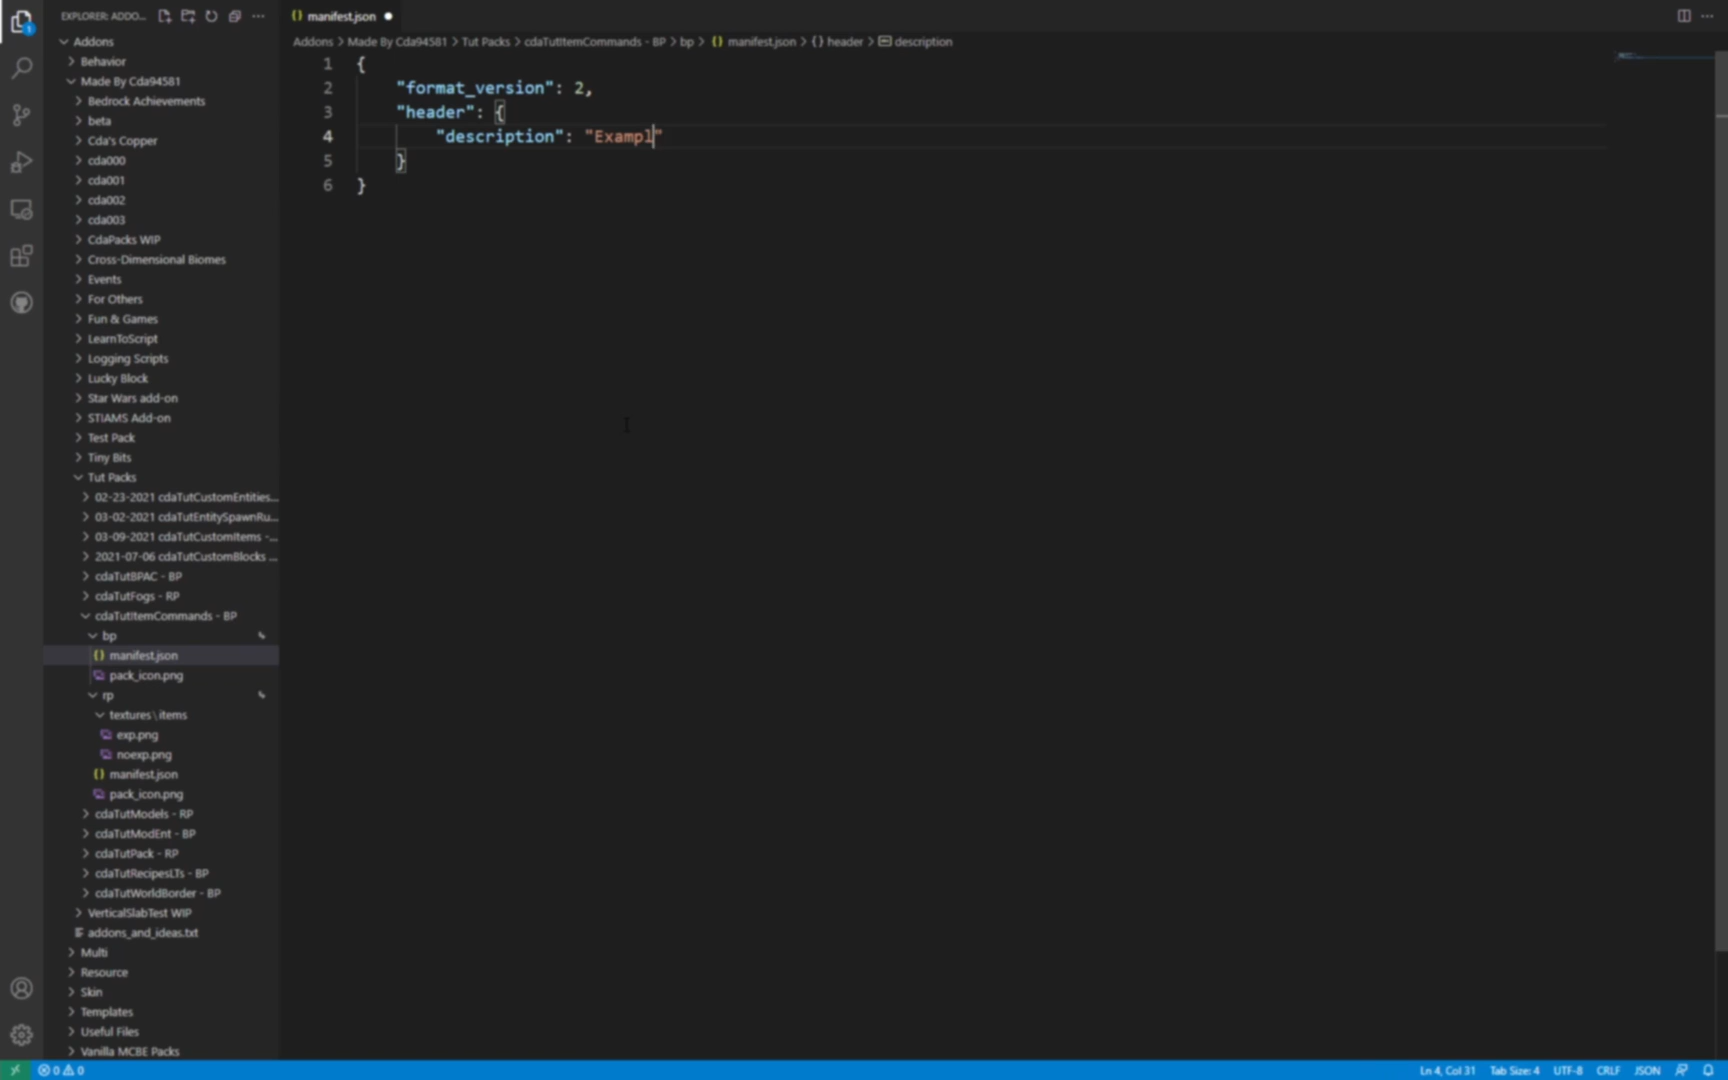 EXPLORER: ADDO...
manifest.json
1
Addons
Behavior
Made By Cda94581
Bedrock Achievements
beta
Cda's Copper
cda000
cda001
cda002
cda003
CdaPacks WIP
Cross-Dimensional Biomes
Events
For Others
Fun & Games
LearnToScript
Logging Scripts
Lucky Block
Star Wars add-on
STIAMS Add-on
Test Pack
Tiny Bits
Tut Packs
02-23-2021 cdaTutCustomEntities...
03-02-2021 cdaTutEntitySpawnRu...
03-09-2021 cdaTutCustomItems -...
2021-07-06 cdaTutCustomBlocks ...
cdaTutBPAC - BP
cdaTutFogs - RP
cdaTutItemCommands - BP
bp
manifest.json
pack_icon.png
rp
textures\items
exp.png
noexp.png
manifest.json
pack_icon.png
cdaTutModels - RP
cdaTutModEnt - BP
cdaTutPack - RP
cdaTutRecipesLTs - BP
cdaTutWorldBorder - BP
VerticalSlabTest WIP
addons_and_ideas.txt
Multi
Resource
Skin
Templates
Useful Files
Vanilla MCBE Packs
Addons > Made By Cda94581 > Tut Packs > cdaTutItemCommands - BP > bp > {} manifest.json > {} header > description
1 {
2 "format_version": 2,
3 "header": {
4 "description": "Exampl"
5 }
6 }
0 0 Ln 4, Col 31 Tab Size: 4 UTF-8 CRLF JSON